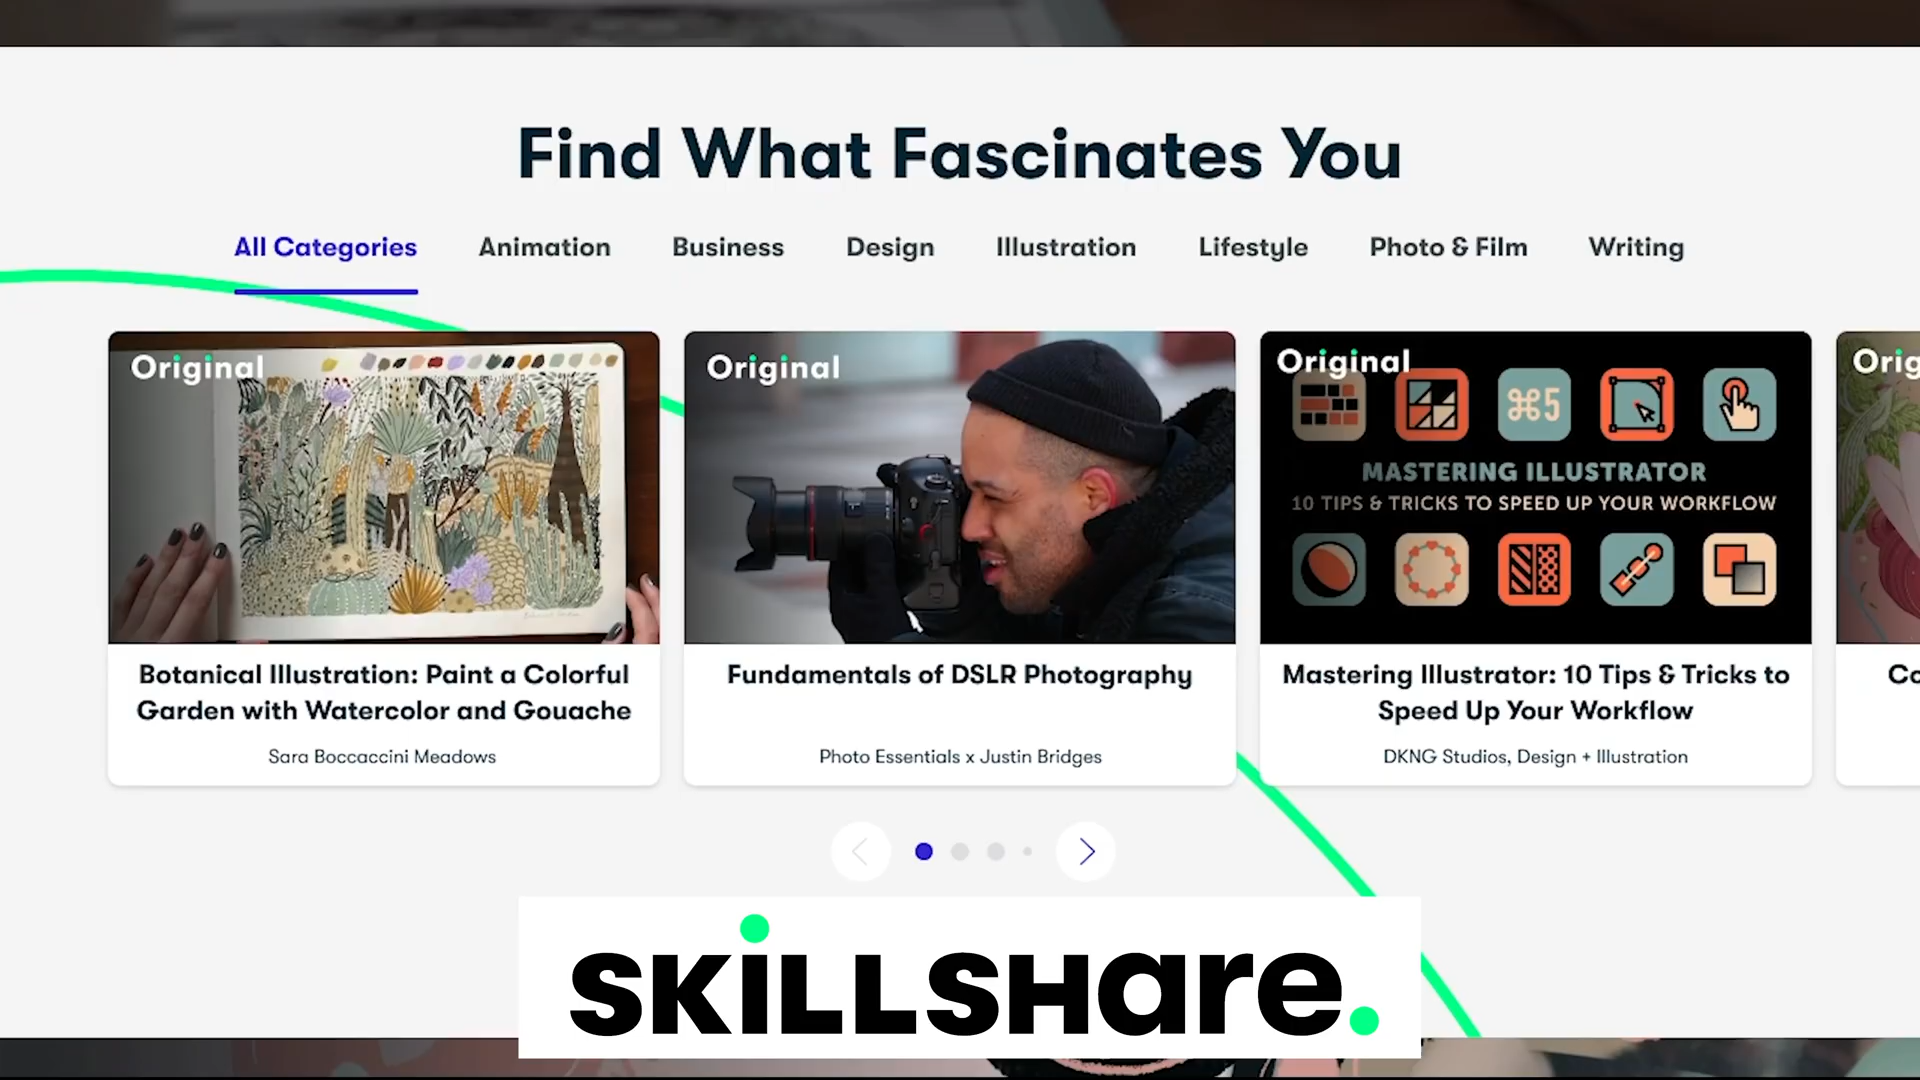 Find What Fascinates You
All Categories Animation Business Design Illustration Lifestyle Photo & Film Writing
Original
Original
Original
⌘5
MASTERING ILLUSTRATOR
10 TIPS & TRICKS TO SPEED UP YOUR WORKFLOW
Botanical Illustration: Paint a Colorful
Garden with Watercolor and Gouache
Sara Boccaccini Meadows
Fundamentals of DSLR Photography
Photo Essentials x Justin Bridges
Mastering Illustrator: 10 Tips & Tricks to
Speed Up Your Workflow
DKNG Studios, Design + Illustration
SKILLSHare.